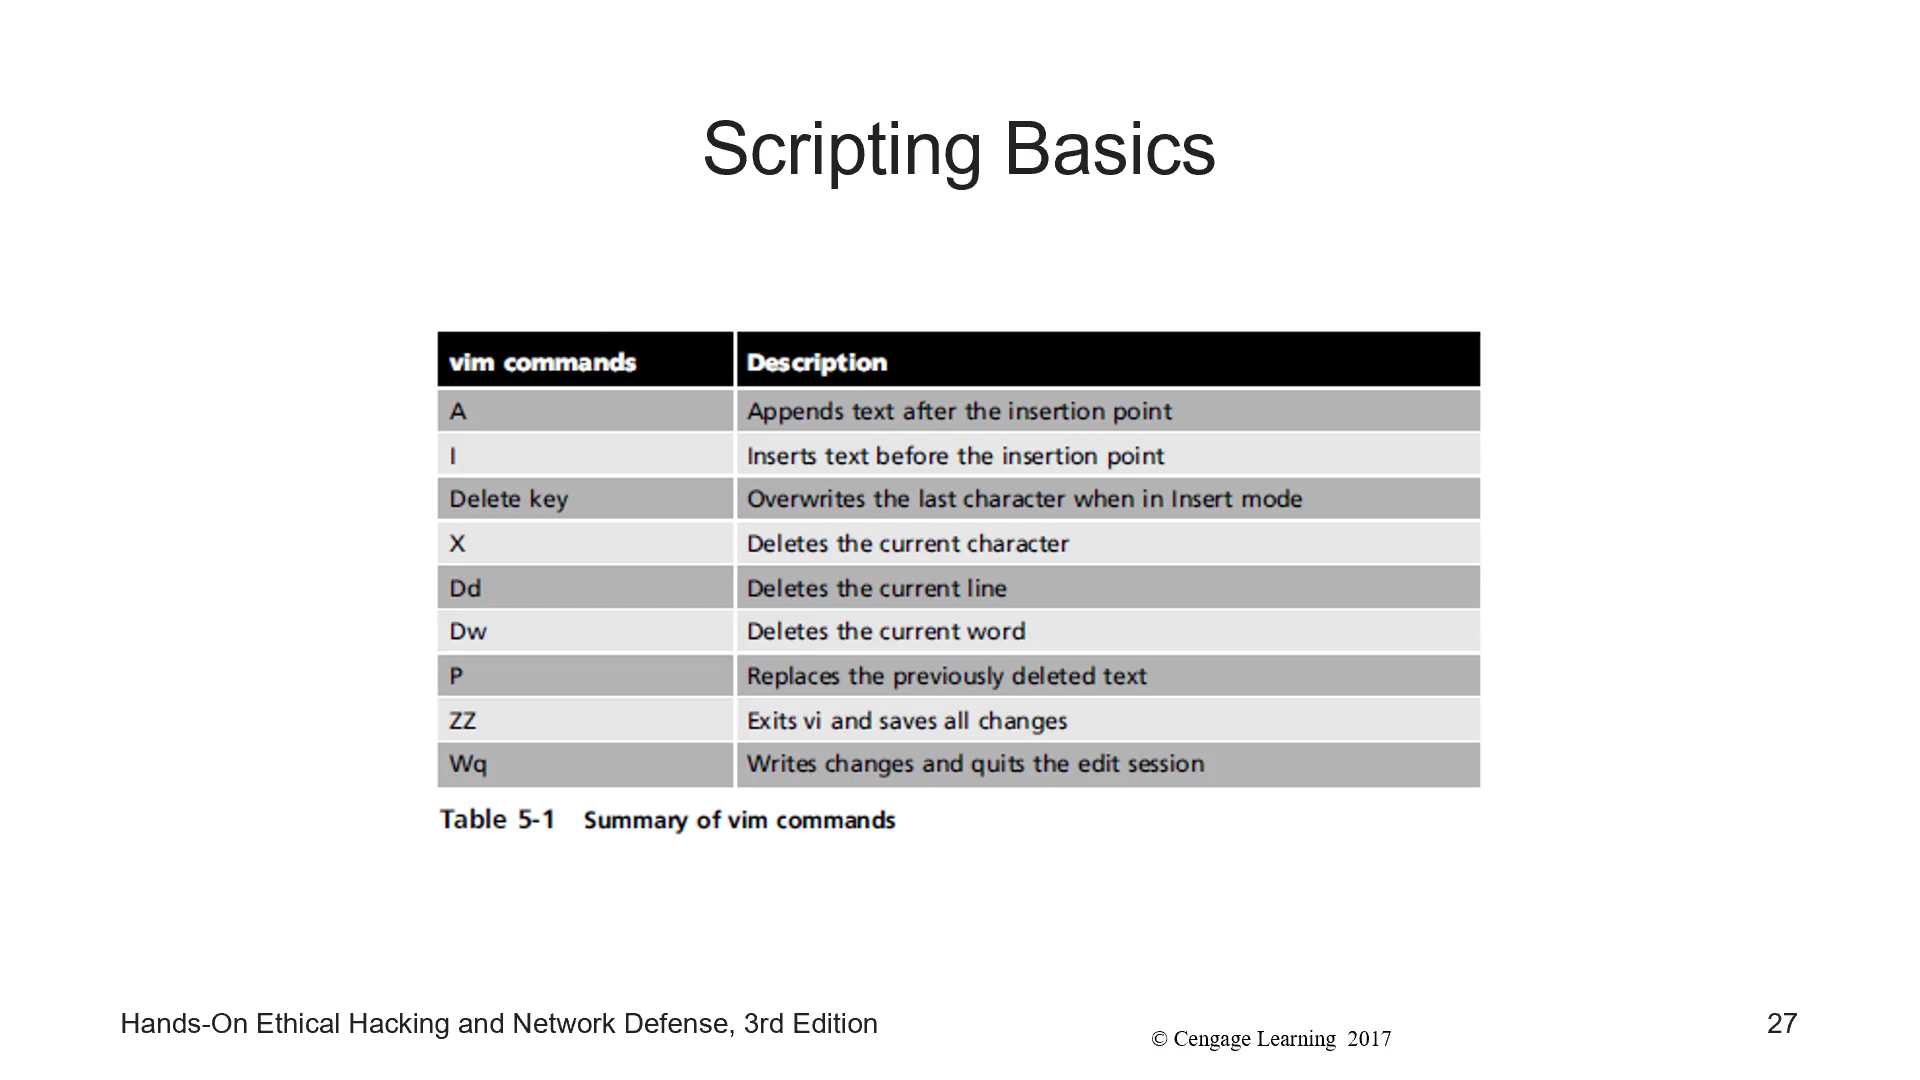 Scripting Basics
vim commands Description
A Appends text after the insertion point
I Inserts text before the insertion point
Delete key Overwrites the last character when in Insert mode
X Deletes the current character
Dd Deletes the current line
Dw Deletes the current word
P Replaces the previously deleted text
ZZ Exits vi and saves all changes
Wq Writes changes and quits the edit session
Table 5-1 Summary of vim commands
Hands-On Ethical Hacking and Network Defense, 3rd Edition
© Cengage Learning 2017
27